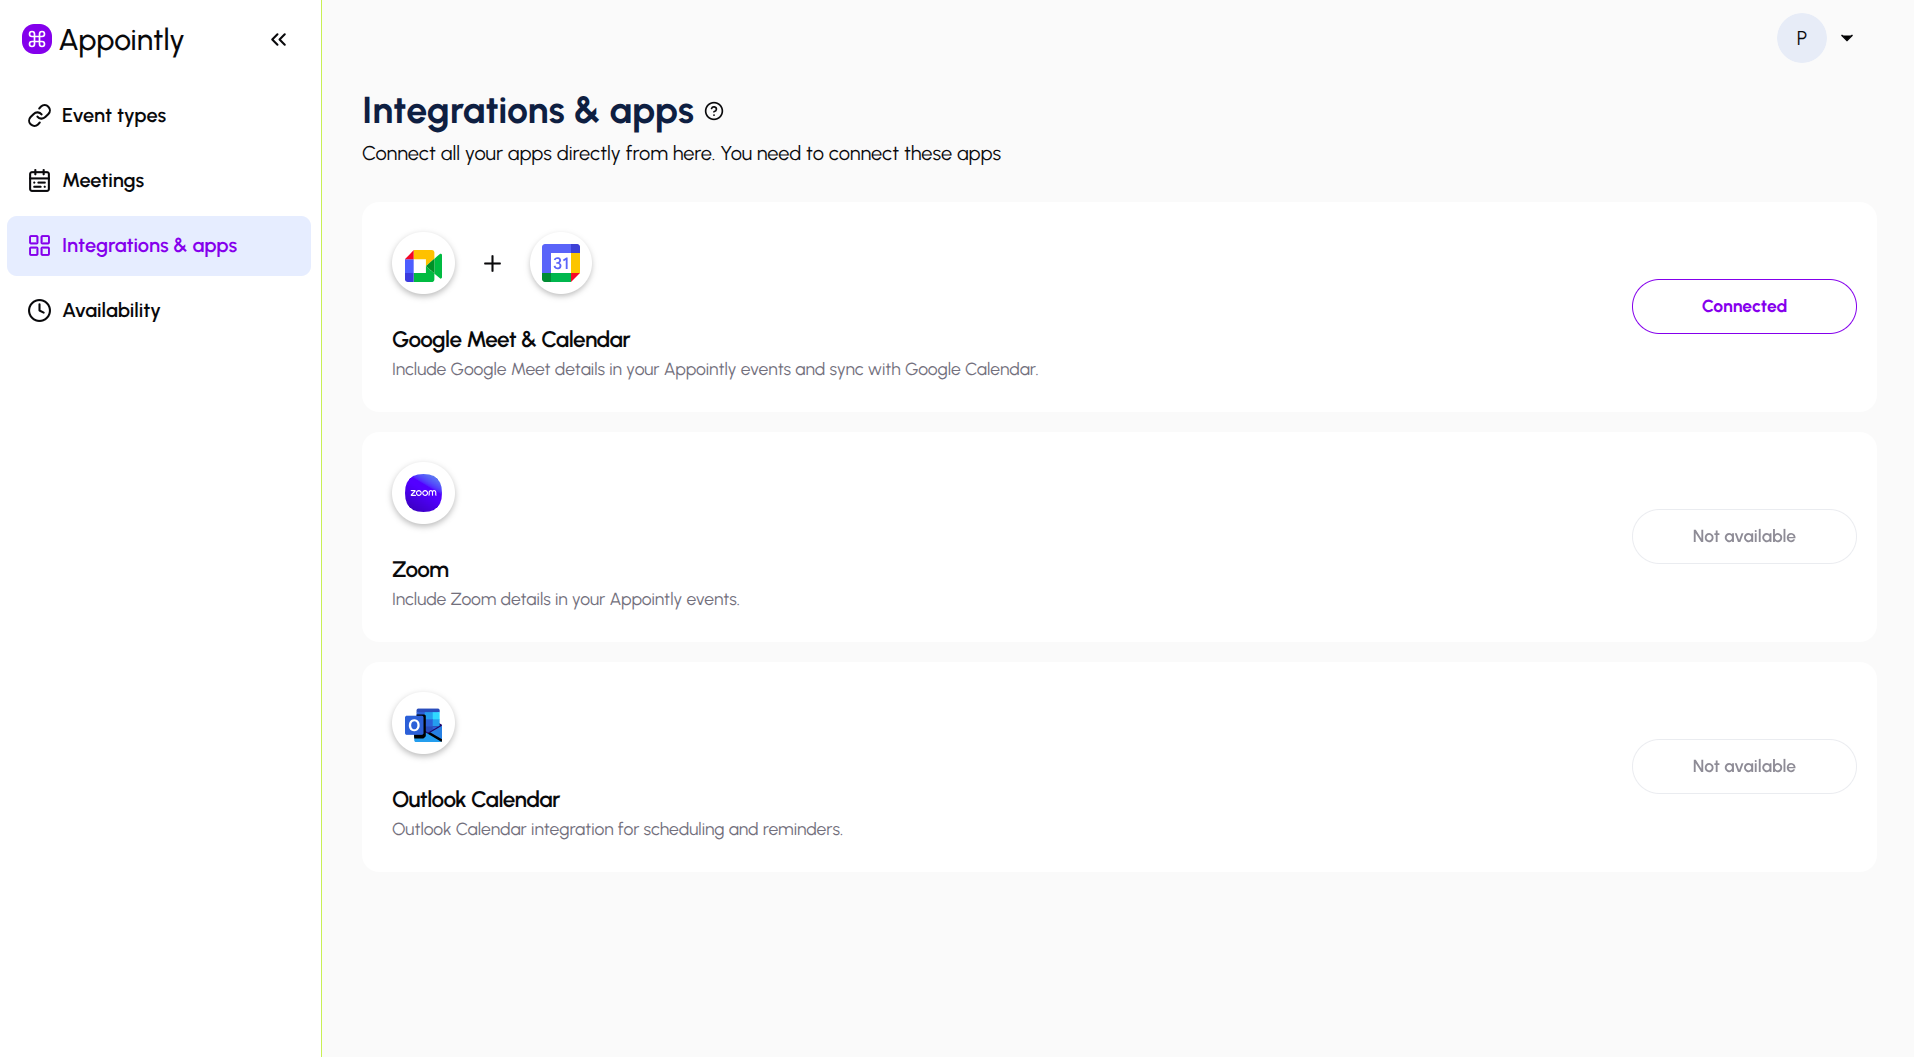 Appointly
P
Event types
Meetings
Integrations & apps
Availability
Integrations & apps
Connect all your apps directly from here. You need to connect these apps
31
Google Meet & Calendar
Include Google Meet details in your Appointly events and sync with Google Calendar.
Connected
zoom
Zoom
Include Zoom details in your Appointly events.
Not available
O
Outlook Calendar
Outlook Calendar integration for scheduling and reminders.
Not available